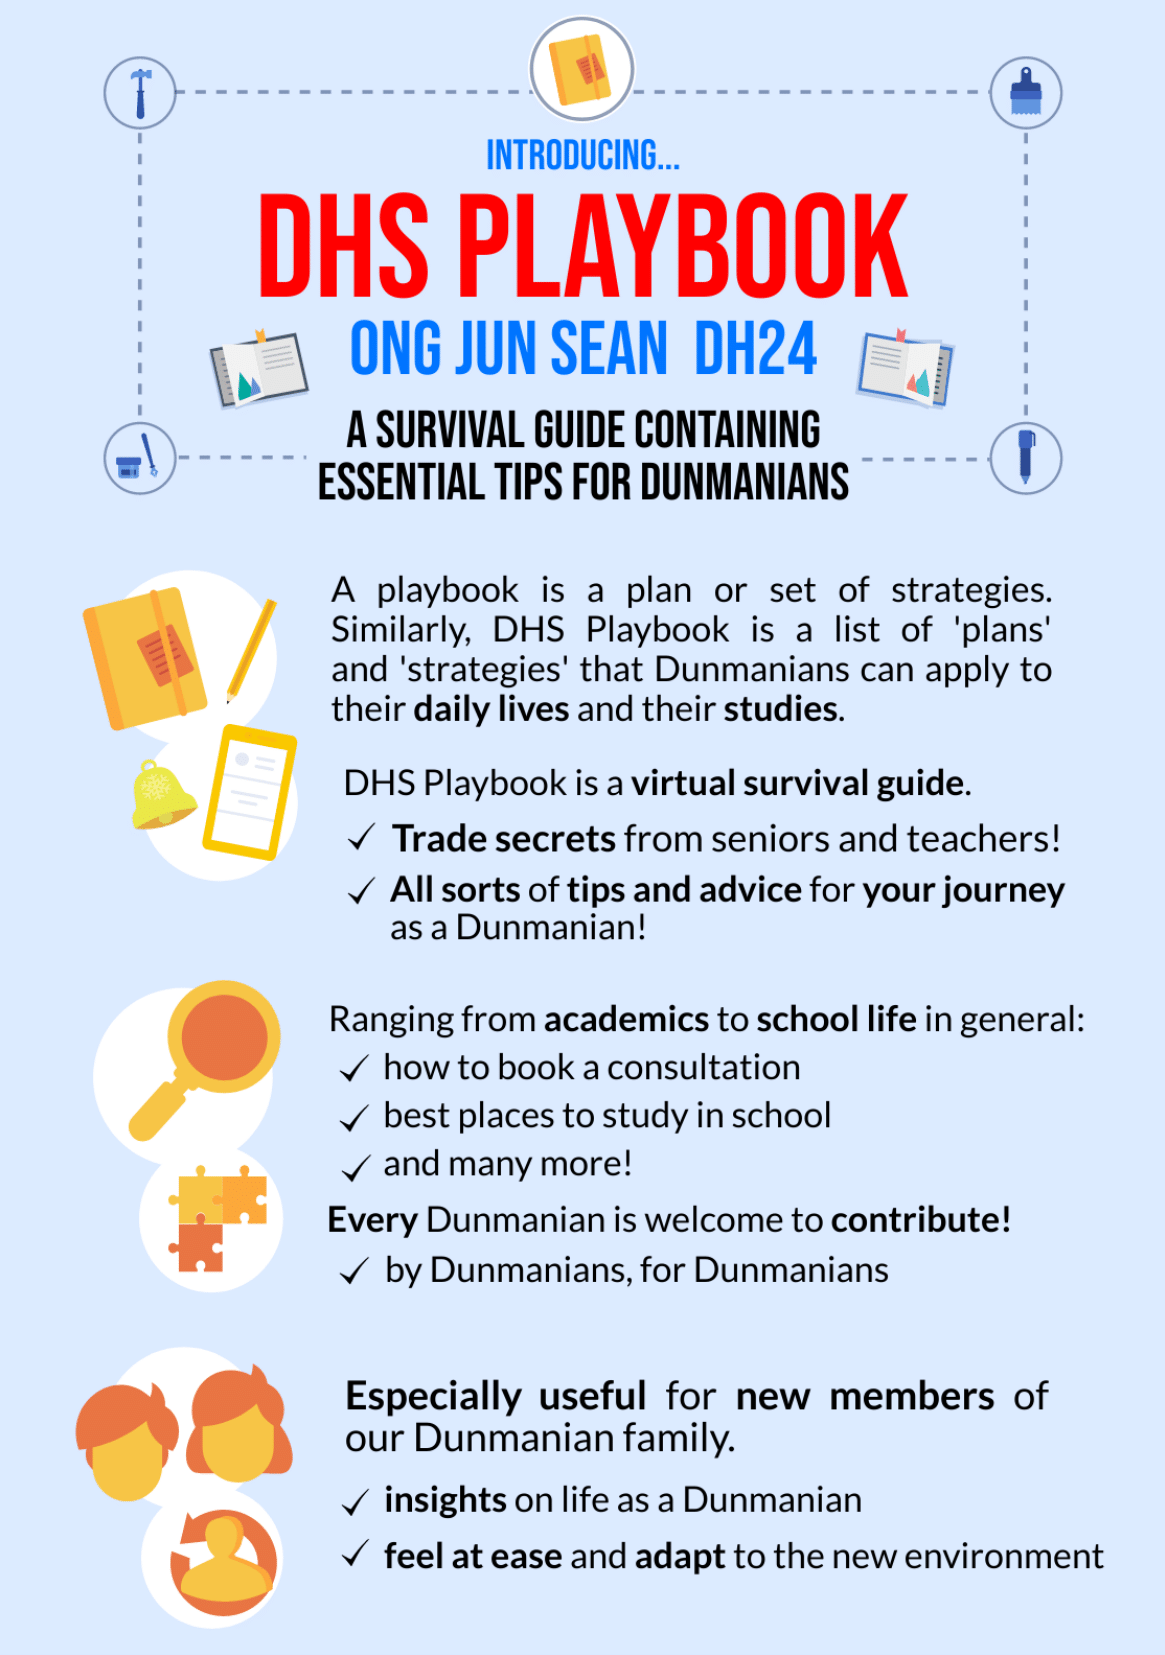 INTRODUCING...
DHS PLAYBOOK
ONG JUN SEAN DH24
A SURVIVAL GUIDE CONTAINING
ESSENTIAL TIPS FOR DUNMANIANS
A playbook is a plan or set of strategies.
Similarly, DHS Playbook is a list of 'plans'
and 'strategies' that Dunmanians can apply to
their daily lives and their studies.
DHS Playbook is a virtual survival guide.
✓ Trade secrets from seniors and teachers!
✓ All sorts of tips and advice for your journey
as a Dunmanian!
Ranging from academics to school life in general:
✓ how to book a consultation
✓ best places to study in school
✓ and many more!
Every Dunmanian is welcome to contribute!
✓ by Dunmanians, for Dunmanians
Especially useful for new members of
our Dunmanian family.
✓ insights on life as a Dunmanian
✓ feel at ease and adapt to the new environment